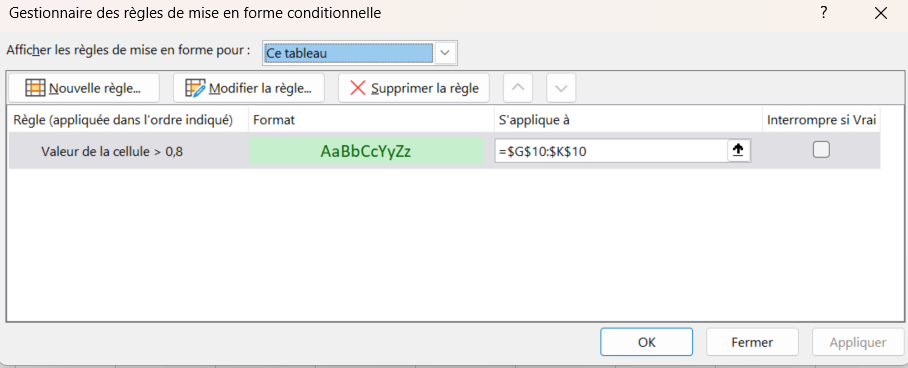 Gestionnaire des règles de mise en forme conditionnelle ? ×
Afficher les règles de mise en forme pour : Ce tableau
Nouvelle règle... Modifier la règle... Supprimer la règle
Règle (appliquée dans l'ordre indiqué) Format S'applique à Interrompre si Vrai
Valeur de la cellule > 0,8 AaBbCcYyZz =$G$10:$K$10
OK Fermer Appliquer